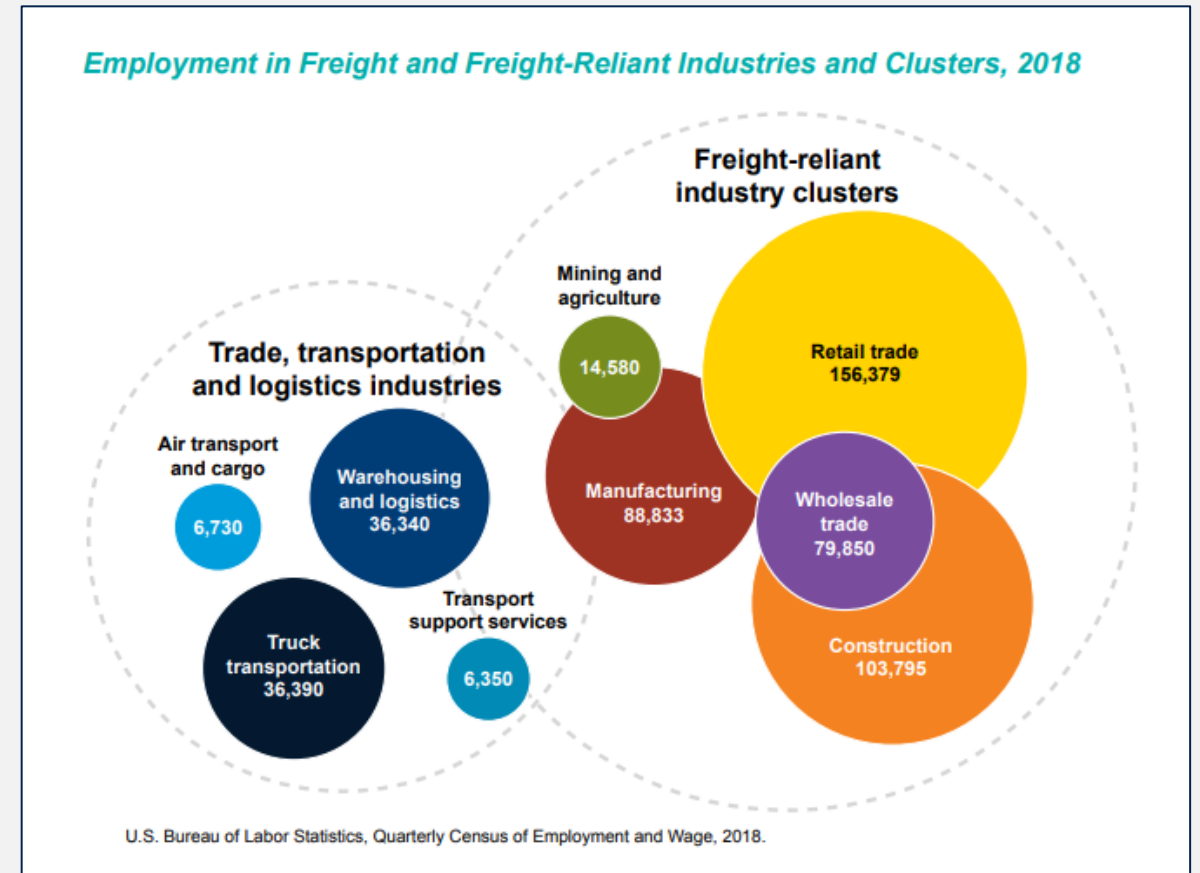 Employment in Freight and Freight-Reliant Industries and Clusters, 2018
Freight-reliant
industry clusters
Mining and
agriculture
14,580
Retail trade
156,379
Manufacturing
88,833
Wholesale
trade
79,850
Construction
103,795
Trade, transportation
and logistics industries
Air transport
and cargo
6,730
Warehousing
and logistics
36,340
Truck
transportation
36,390
Transport
support services
6,350
U.S. Bureau of Labor Statistics, Quarterly Census of Employment and Wage, 2018.